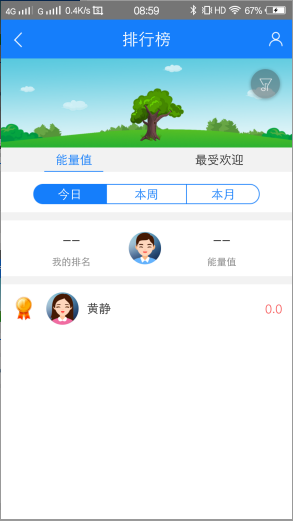 4G G 0.4K/s 08:59 HD 67%
排行榜
能量值 最受欢迎
今日 本周 本月
-- --
我的排名 能量值
黄静 0.0